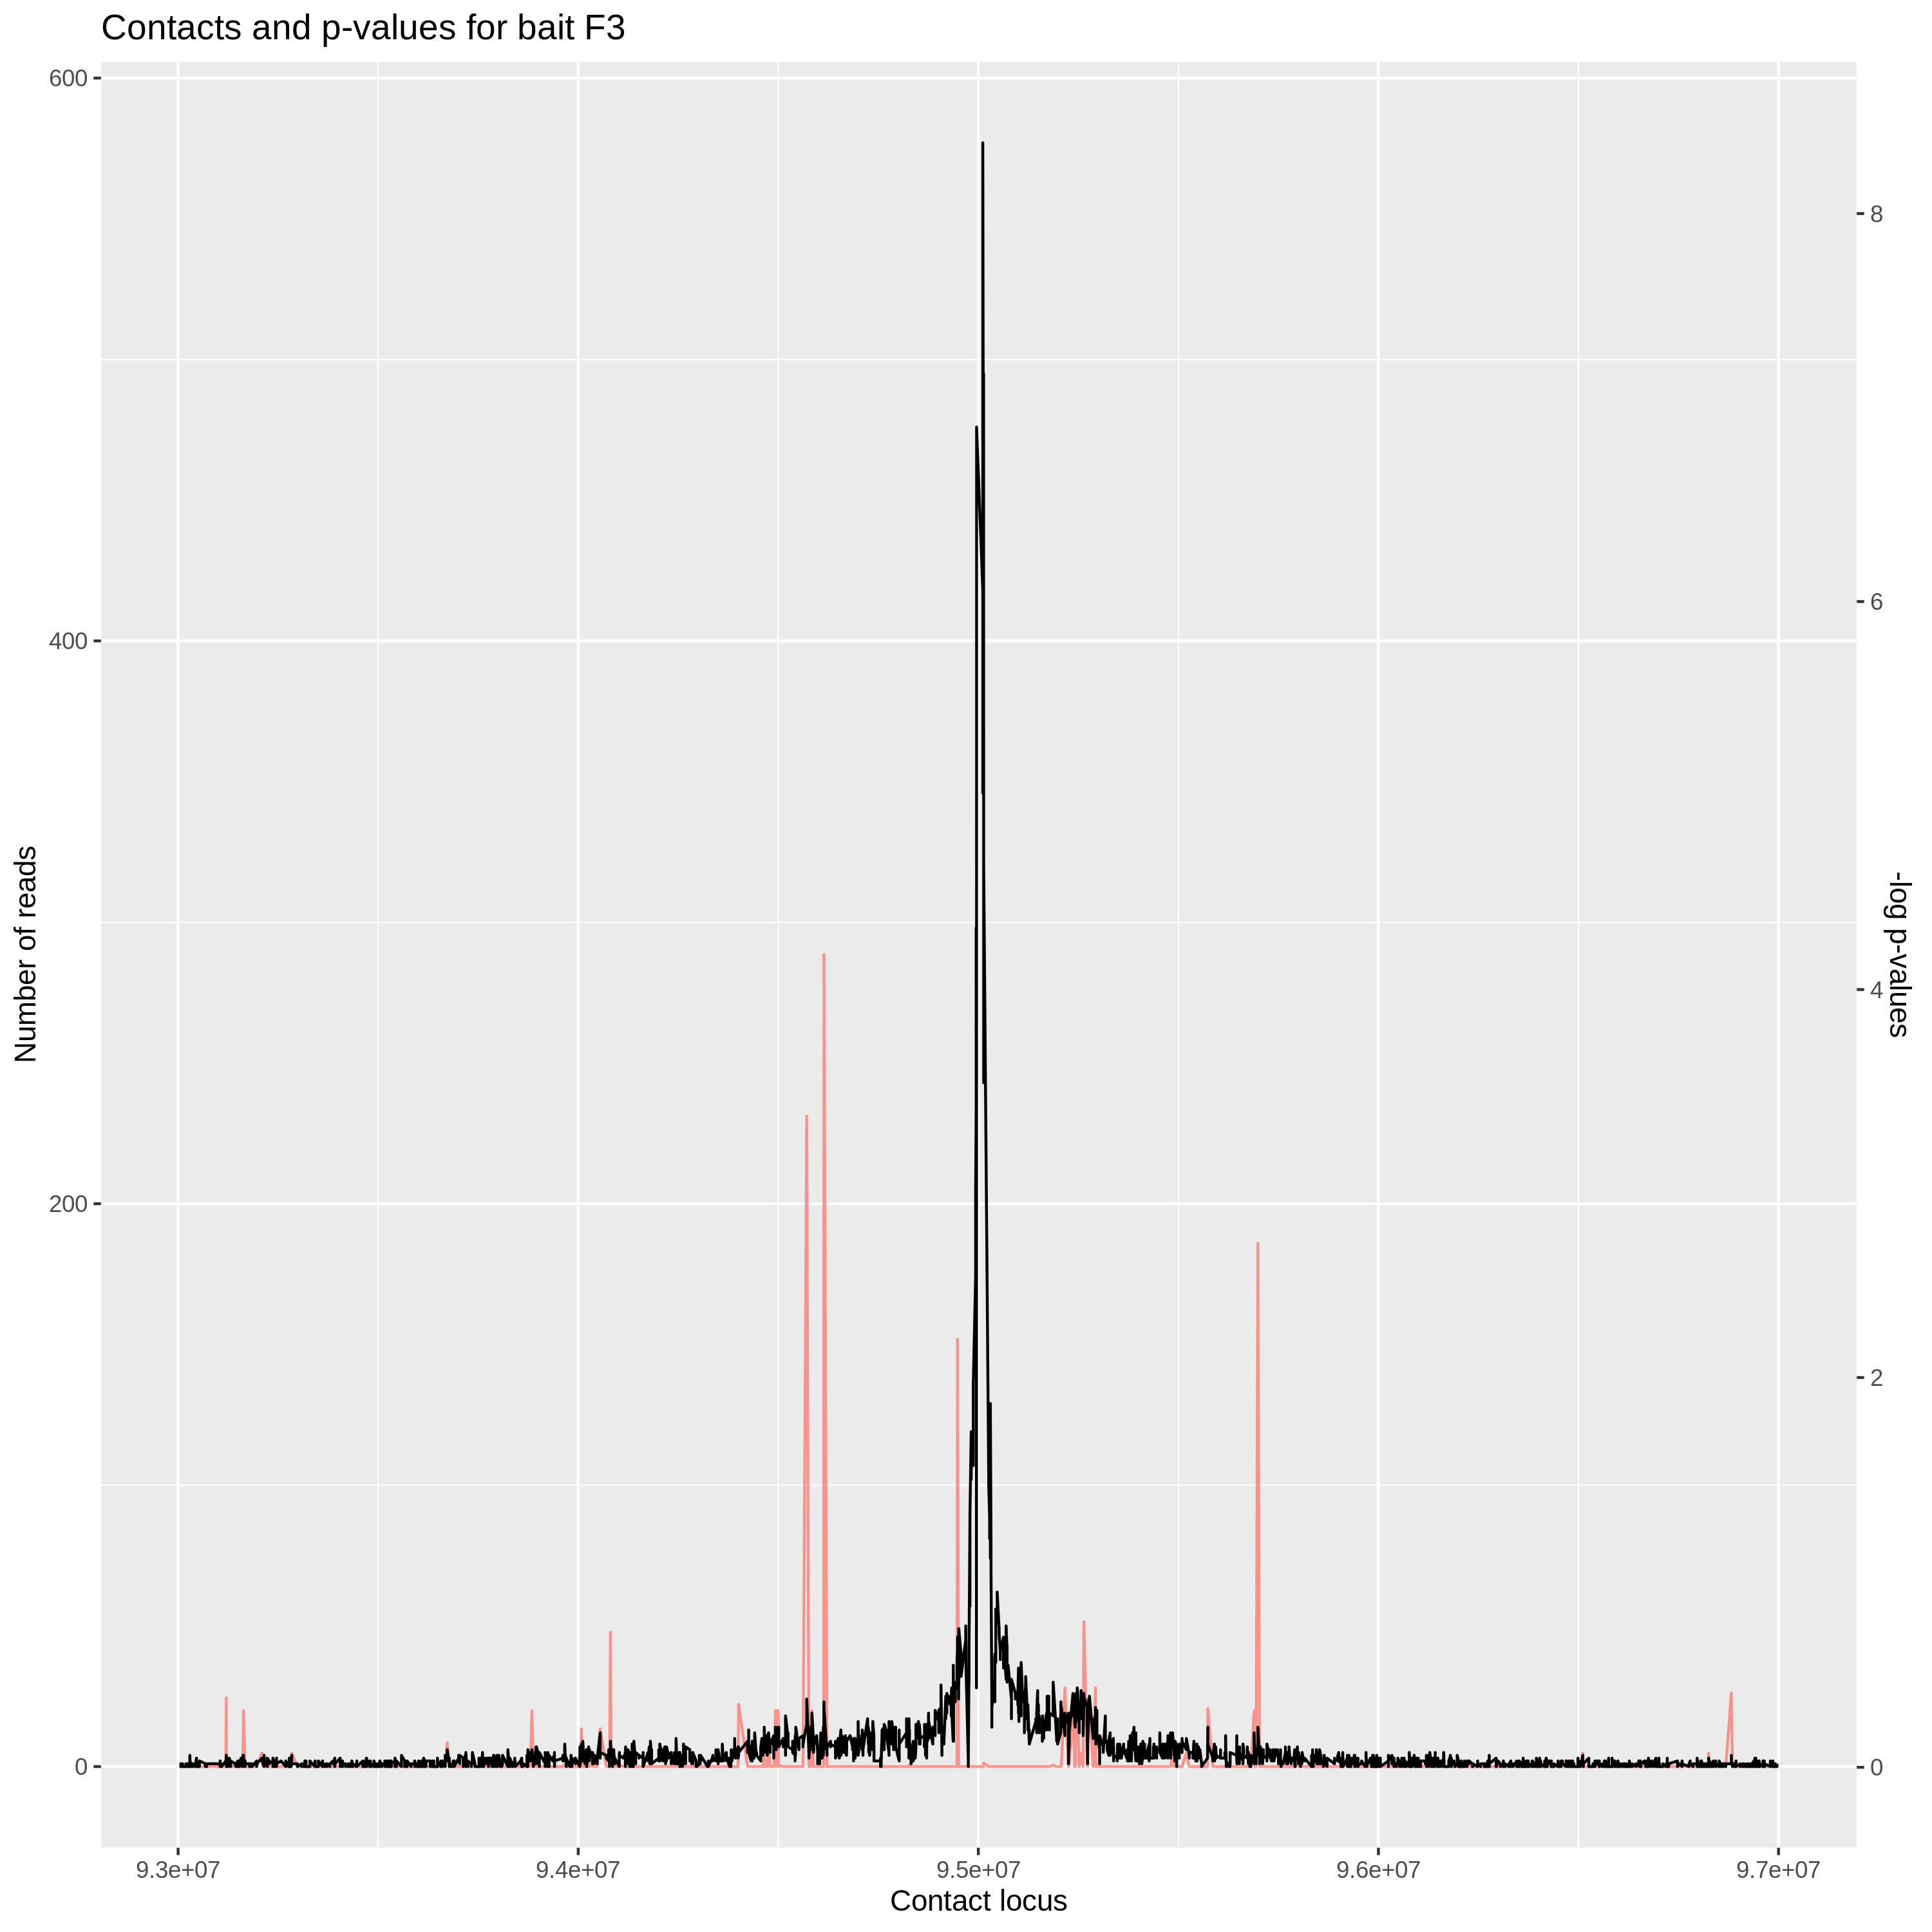 Contacts and p-values for bait F3
600
400
200
0
Number of reads
8
6
4
2
0
-log p-values
9.3e+07
9.4e+07
9.5e+07
9.6e+07
9.7e+07
Contact locus